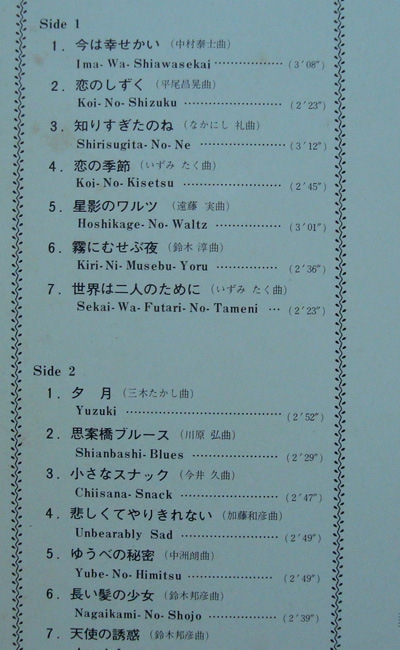 Side 1
1. 今は幸せかい (中村泰士曲)
Ima-Wa-Shiawasekai ………………… (3′08″)
2. 恋のしずく (平尾昌晃曲)
Koi-No-Shizuku ………………… (2′23″)
3. 知りすぎたのね (なかにし 礼曲)
Shirisugita-No-Ne ………………… (3′12″)
4. 恋の季節 (いずみ たく曲)
Koi-No-Kisetsu ………………… (2′45″)
5. 星影のワルツ (遠藤 実曲)
Hoshikage-No-Waltz ………………… (3′01″)
6. 霧にむせぶ夜 (鈴木 淳曲)
Kiri-Ni-Musebu-Yoru ………………… (2′36″)
7. 世界は二人のために (いずみ たく曲)
Sekai-Wa-Futari-No-Tameni … (2′23″)
Side 2
1. 夕 月 (三木たかし曲)
Yuzuki ………………… (2′52″)
2. 思案橋ブルース (川原 弘曲)
Shianbashi-Blues ………………… (2′29″)
3. 小さなスナック (今井 久曲)
Chiisana-Snack ………………… (2′47″)
4. 悲しくてやりきれない (加藤和彦曲)
Unbearably Sad ………………… (2′49″)
5. ゆうべの秘密 (中洲朗曲)
Yube-No-Himitsu ………………… (2′49″)
6. 長い髪の少女 (鈴木邦彦曲)
Nagaikami-No-Shojo ………………… (2′39″)
7. 天使の誘惑 (鈴木邦彦曲)